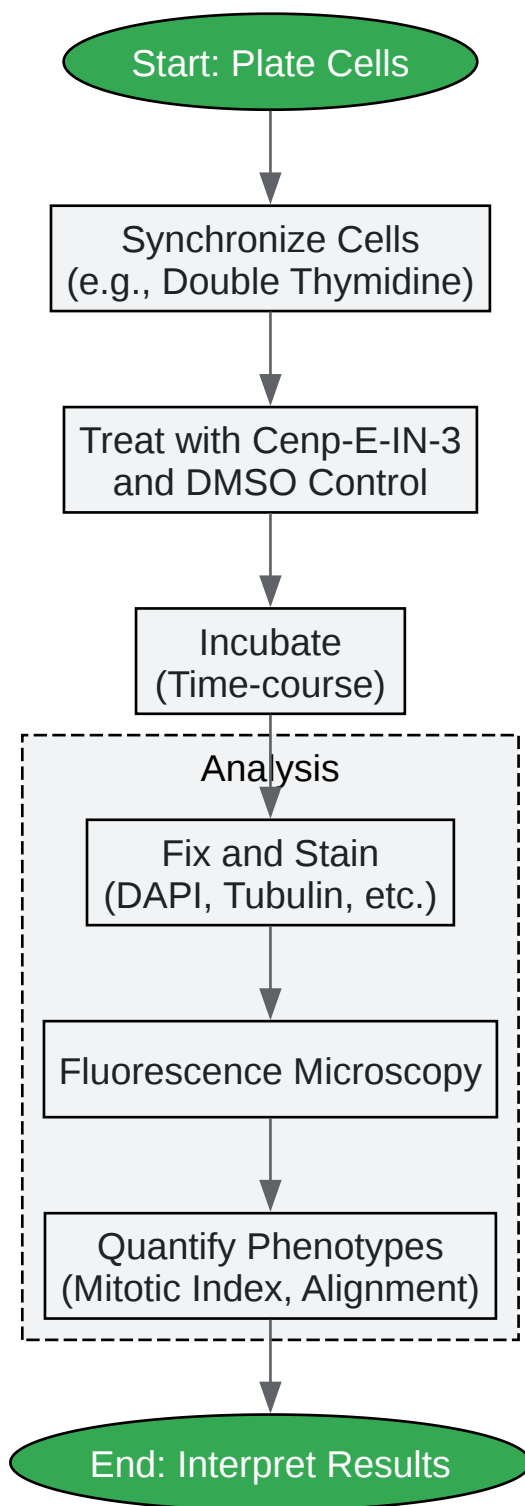 Start: Plate Cells
Synchronize Cells
(e.g., Double Thymidine)
Treat with Cenp-E-IN-3
and DMSO Control
Incubate
(Time-course)
Analysis
Fix and Stain
(DAPI, Tubulin, etc.)
Fluorescence Microscopy
Quantify Phenotypes
(Mitotic Index, Alignment)
End: Interpret Results